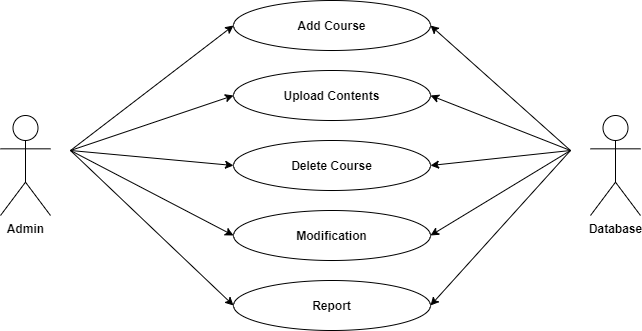 Add Course
Upload Contents
Delete Course
Modification
Report
Admin
Database